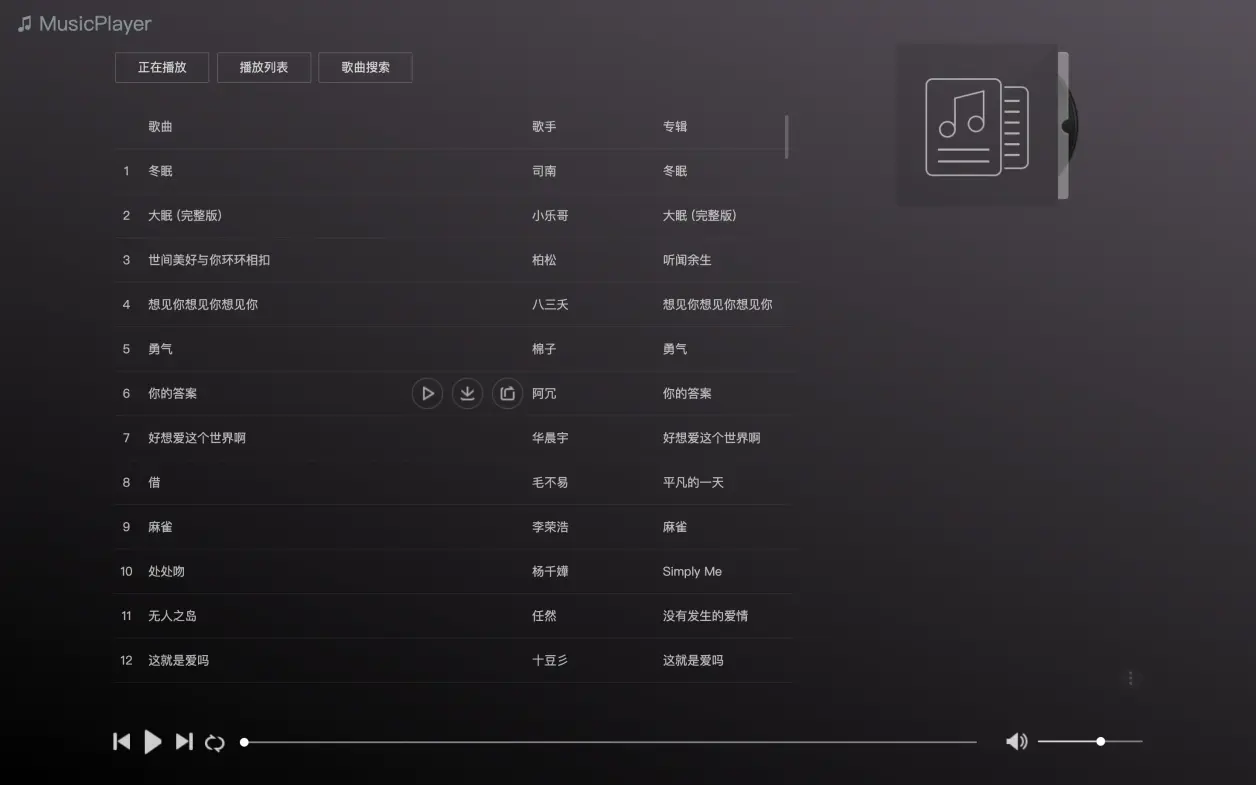 MusicPlayer
正在播放 播放列表 歌曲搜索
歌曲 歌手 专辑
1 冬眠 司南 冬眠
2 大眠 (完整版) 小乐哥 大眠 (完整版)
3 世间美好与你环环相扣 柏松 听闻余生
4 想见你想见你想见你 八三夭 想见你想见你想见你
5 勇气 棉子 勇气
6 你的答案 阿冗 你的答案
7 好想爱这个世界啊 华晨宇 好想爱这个世界啊
8 借 毛不易 平凡的一天
9 麻雀 李荣浩 麻雀
10 处处吻 杨千嬅 Simply Me
11 无人之岛 任然 没有发生的爱情
12 这就是爱吗 十豆彡 这就是爱吗